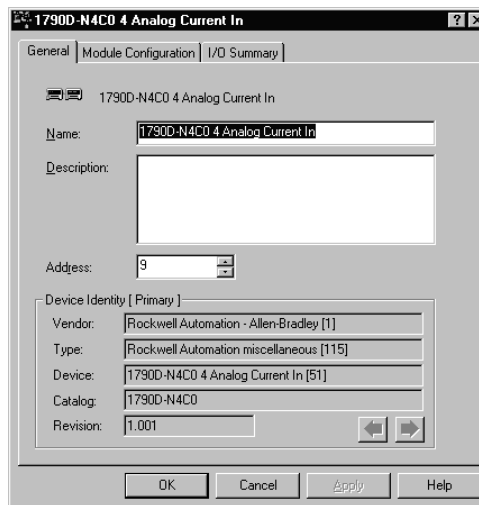 1790D-N4C0 4 Analog Current In
General Module Configuration I/O Summary
1790D-N4C0 4 Analog Current In
Name: 1790D-N4C0 4 Analog Current In
Description:
Address: 9
Device Identity [ Primary ]
Vendor: Rockwell Automation - Allen-Bradley [1]
Type: Rockwell Automation miscellaneous [115]
Device: 1790D-N4C0 4 Analog Current In [51]
Catalog: 1790D-N4C0
Revision: 1.001
OK Cancel Apply Help